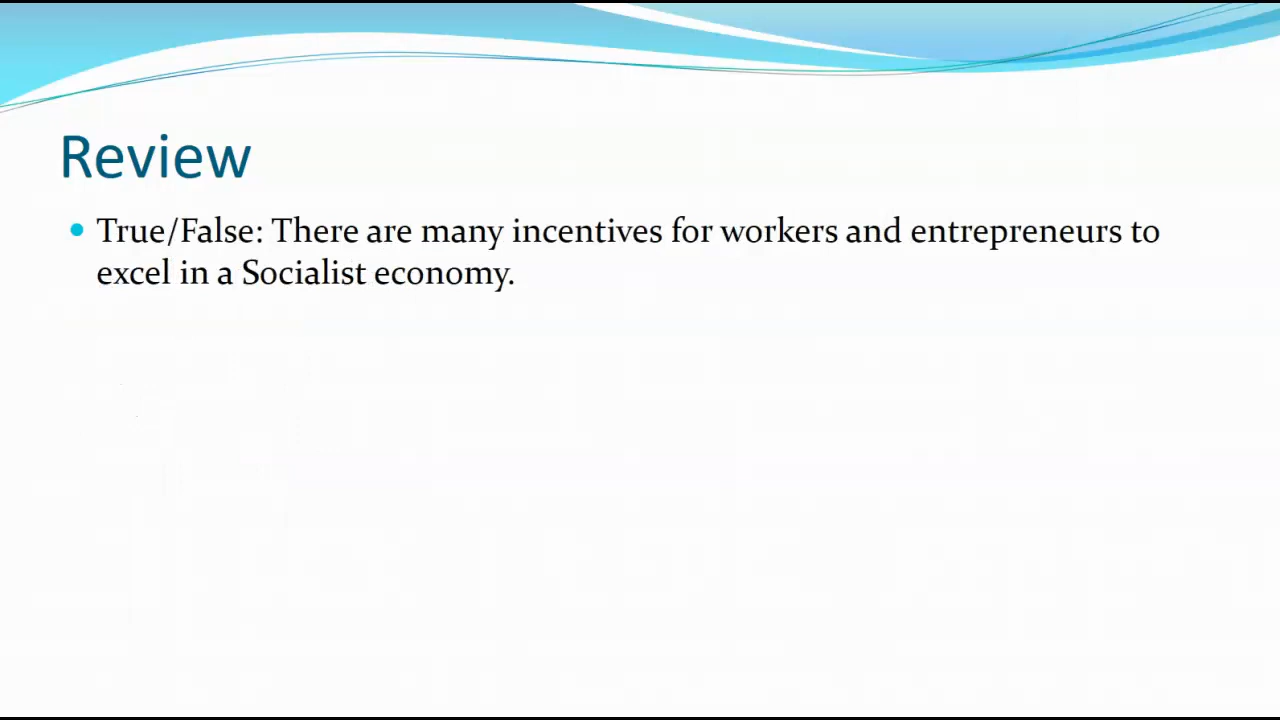 Review
• True/False: There are many incentives for workers and entrepreneurs to
excel in a Socialist economy.